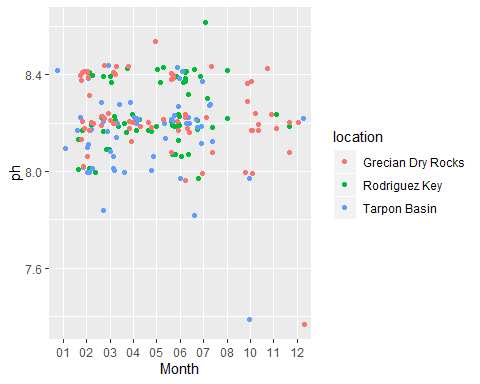 8.4
8.0
7.6
ph
01 02 03 04 05 06 07 08 10 11 12
Month
location
Grecian Dry Rocks
Rodriguez Key
Tarpon Basin